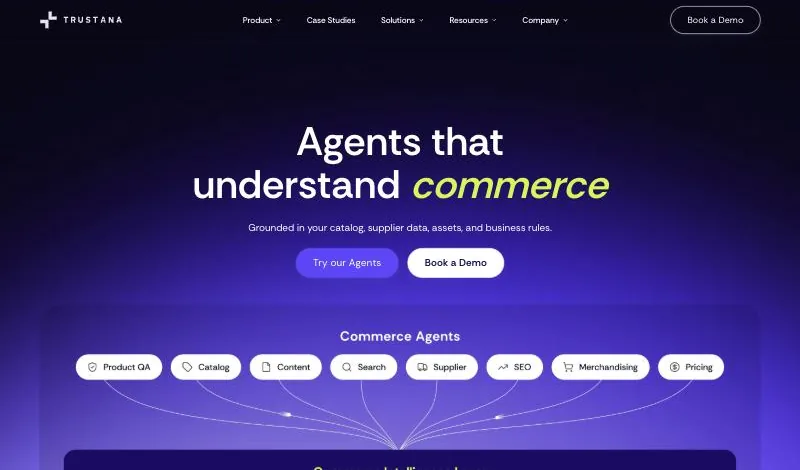 TRUSTANA
Product
Case Studies
Solutions
Resources
Company
Book a Demo
Agents that
understand commerce
Grounded in your catalog, supplier data, assets, and business rules.
Try our Agents
Book a Demo
Commerce Agents
Product QA
Catalog
Content
Search
Supplier
SEO
Merchandising
Pricing